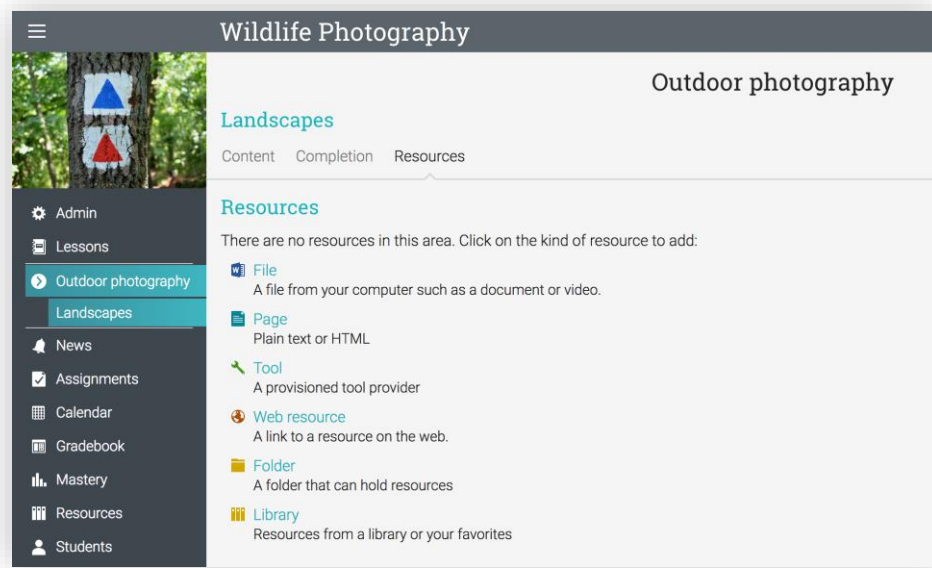 Wildlife Photography
Outdoor photography
Landscapes
Content Completion Resources
Admin
Lessons
Outdoor photography
Landscapes
News
Assignments
Calendar
Gradebook
Mastery
Resources
Students
Resources
There are no resources in this area. Click on the kind of resource to add:
File
A file from your computer such as a document or video.
Page
Plain text or HTML
Tool
A provisioned tool provider
Web resource
A link to a resource on the web.
Folder
A folder that can hold resources
Library
Resources from a library or your favorites